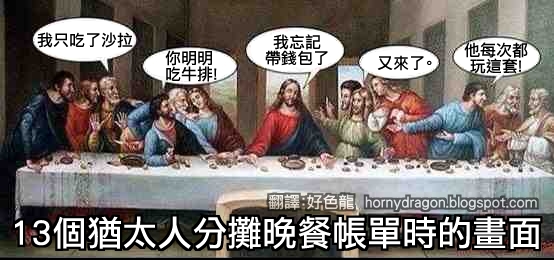 我只吃了沙拉
你明明
吃牛排!
我忘記
帶錢包了
又來了。
他每次都
玩這套!
翻譯:好色龍 hornydragon.blogspot.com
13個猶太人分攤晚餐帳單時的畫面